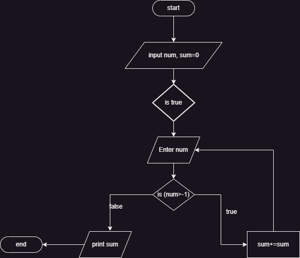 start
input num, sum=0
is true
Enter num
is (num>-1)
false
true
end
print sum
sum+=sum